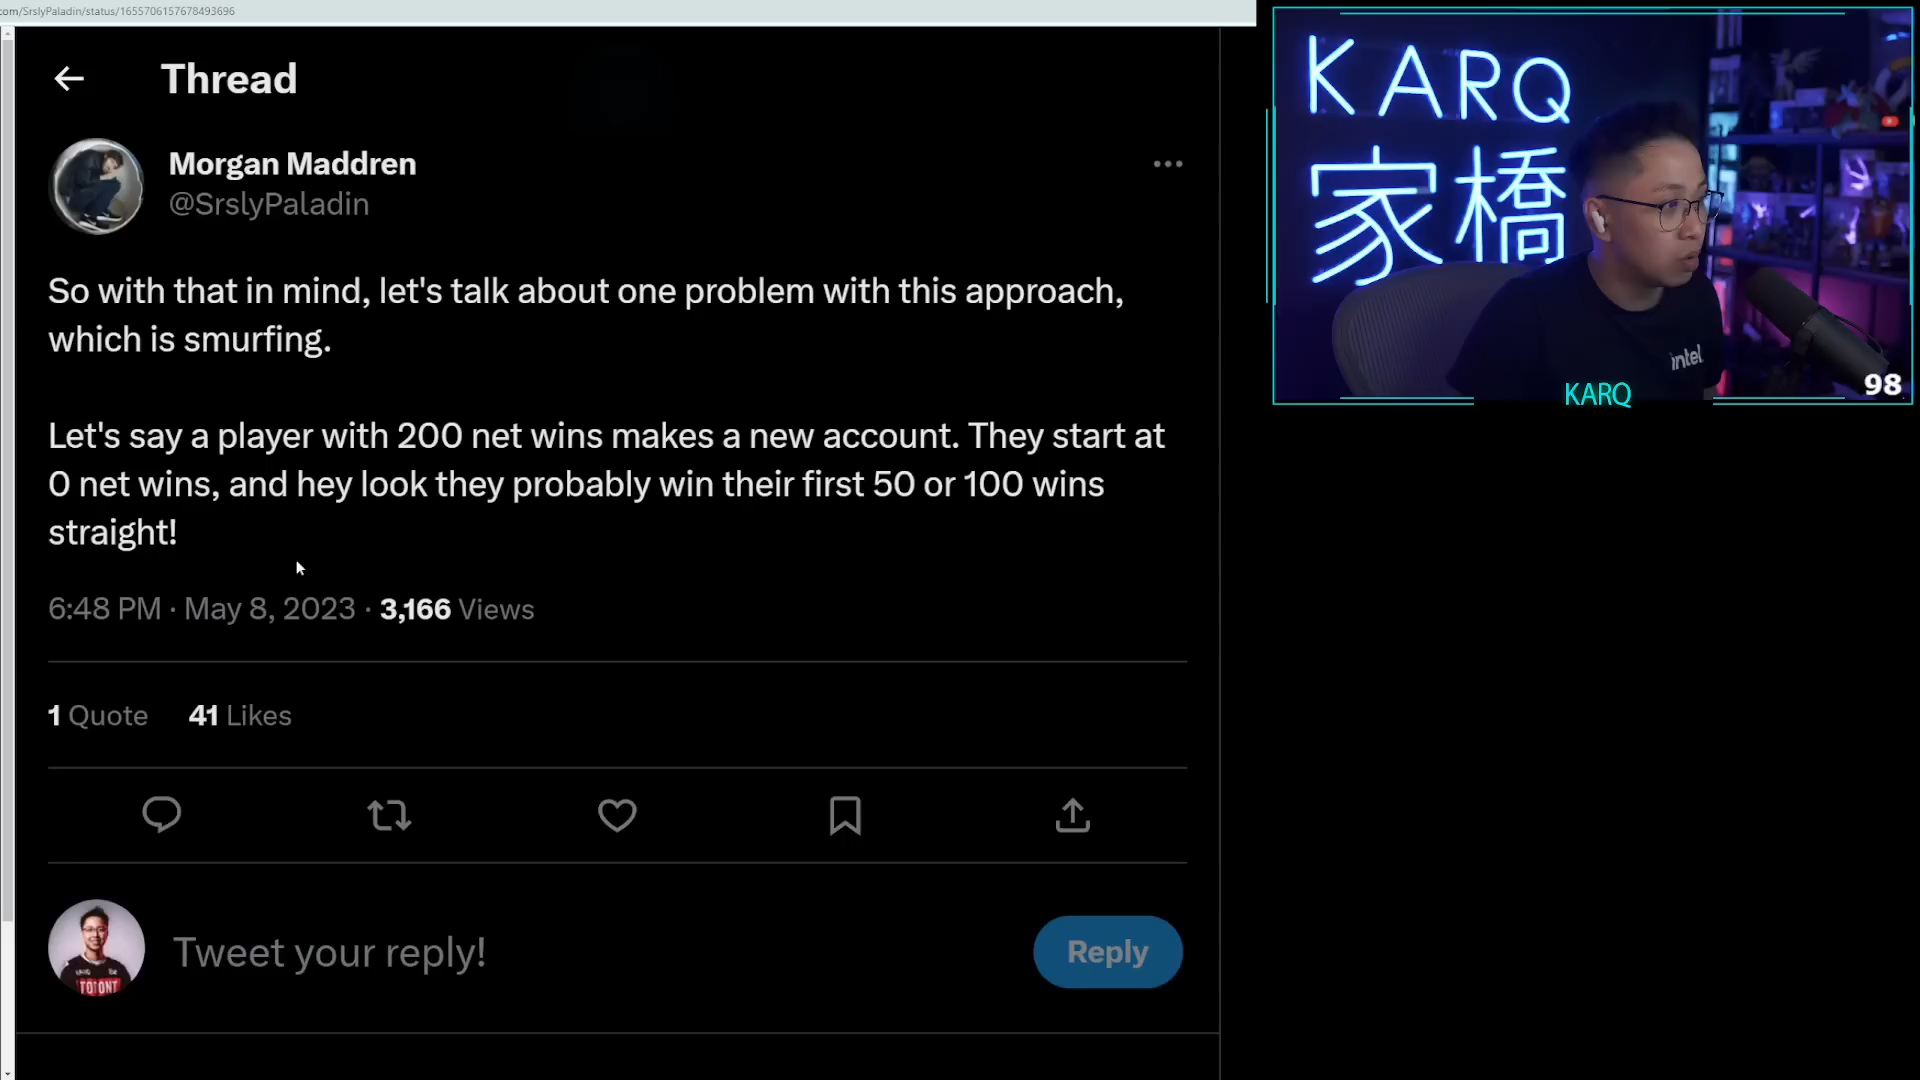 com/SrslyPaladin/status/1655706157678493696
Thread
Morgan Maddren
@SrslyPaladin
So with that in mind, let's talk about one problem with this approach,
which is smurfing.
Let's say a player with 200 net wins makes a new account. They start at
0 net wins, and hey look they probably win their first 50 or 100 wins
straight!
6:48 PM · May 8, 2023 · 3,166 Views
1 Quote 41 Likes
Tweet your reply!
Reply
KARQ
家橋
intel
98
KARQ